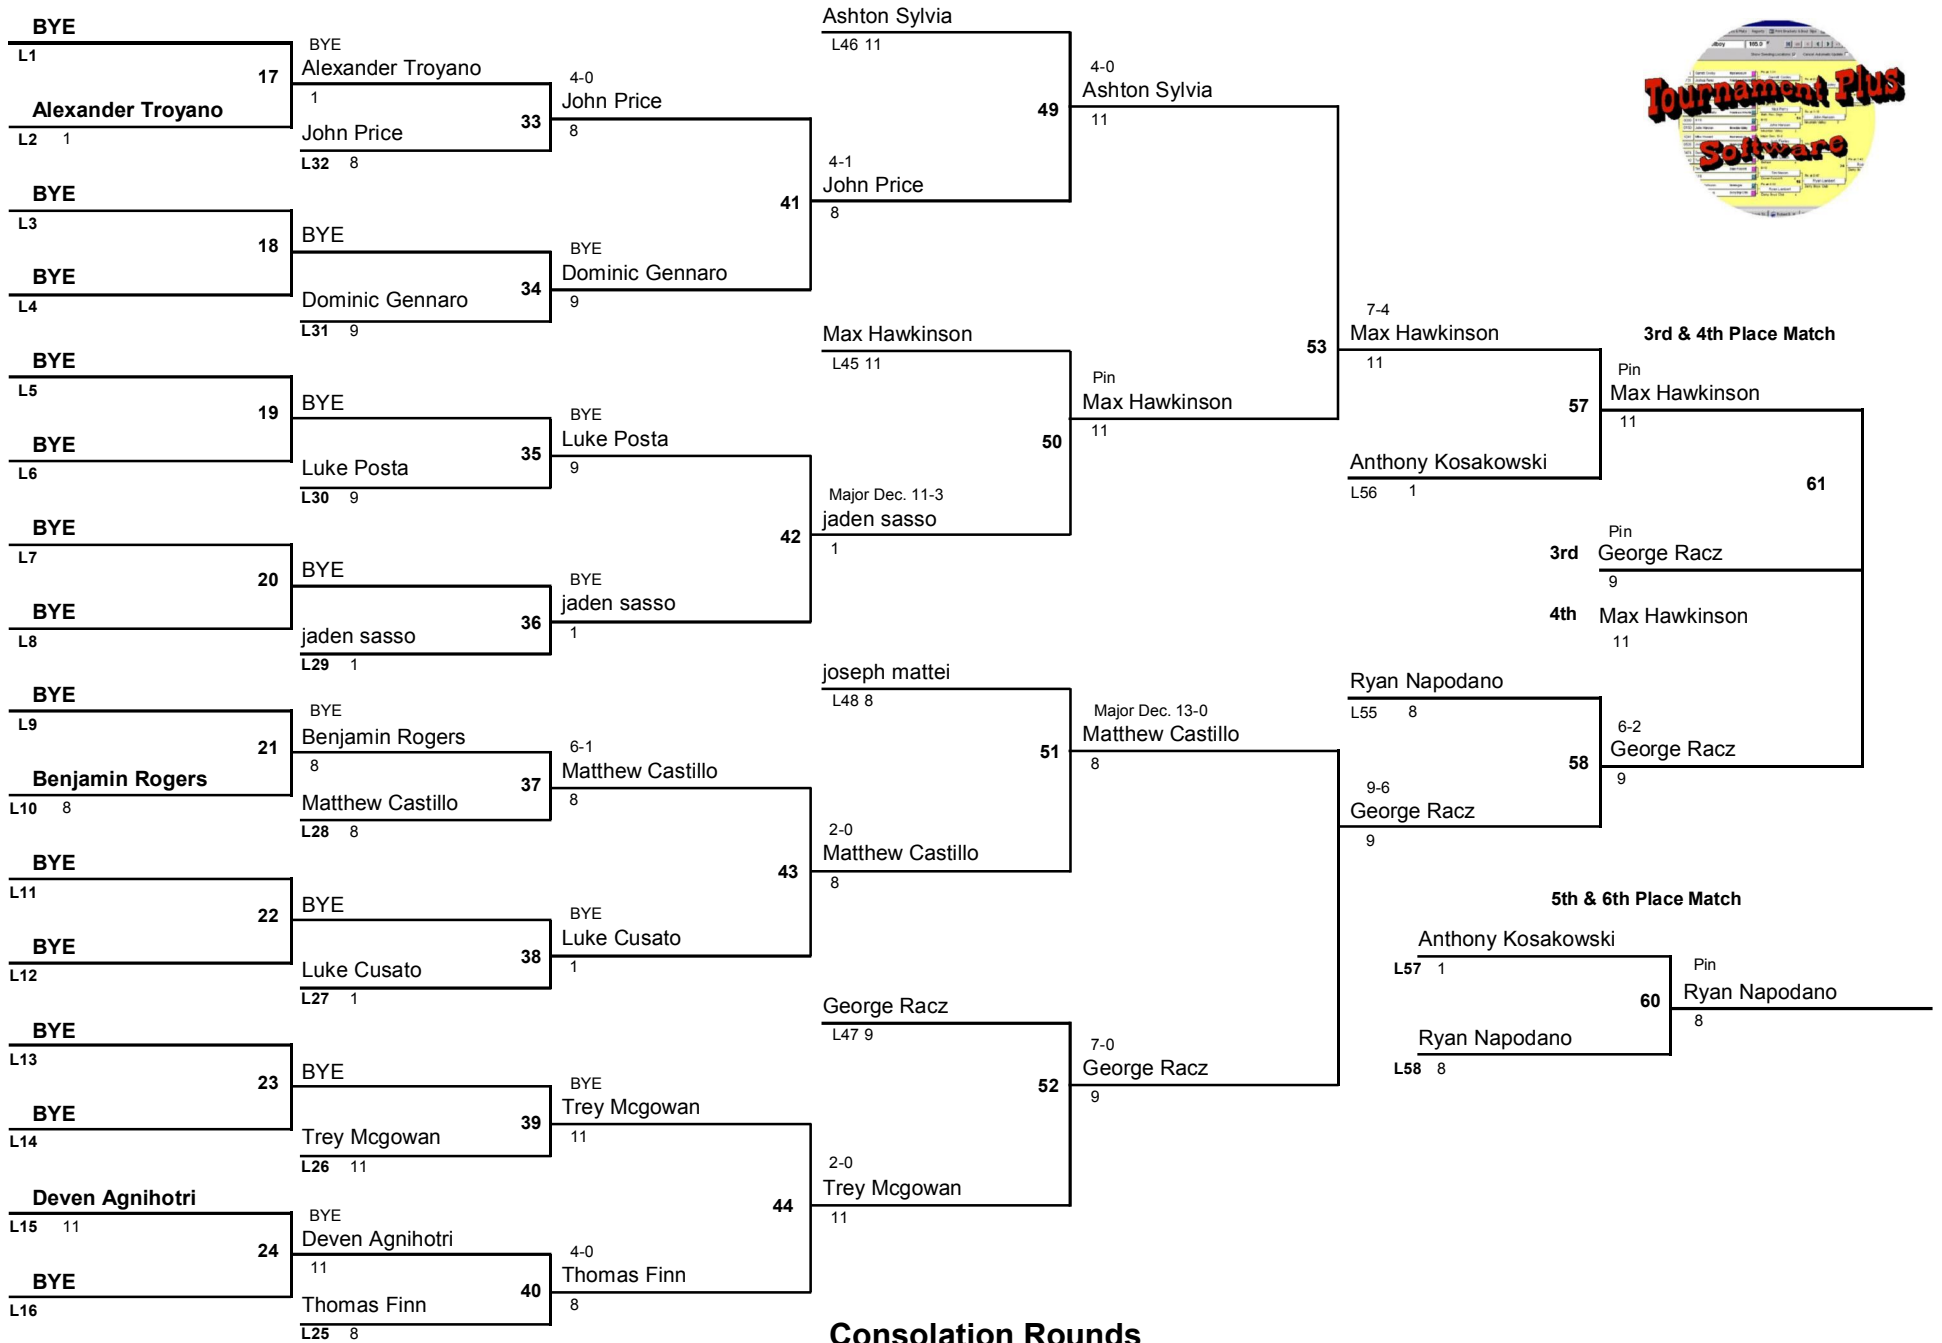 BYE
L1
17
Alexander Troyano
L2 1
BYE
L3
18
BYE
L4
BYE
L5
19
BYE
L6
BYE
L7
20
BYE
L8
BYE
L9
21
Benjamin Rogers
L10 8
BYE
L11
22
BYE
L12
BYE
L13
23
BYE
L14
Deven Agnihotri
L15 11
24
BYE
L16
BYE
Alexander Troyano
1
33
John Price
L32 8
BYE
34
Dominic Gennaro
L31 9
BYE
35
Luke Posta
L30 9
BYE
36
jaden sasso
L29 1
BYE
Benjamin Rogers
8
37
Matthew Castillo
L28 8
BYE
38
Luke Cusato
L27 1
BYE
39
Trey Mcgowan
L26 11
BYE
Deven Agnihotri
11
40
Thomas Finn
L25 8
4-0
John Price
8
41
BYE
Dominic Gennaro
9
BYE
Luke Posta
9
42
BYE
jaden sasso
1
6-1
Matthew Castillo
8
43
BYE
Luke Cusato
1
BYE
Trey Mcgowan
11
44
4-0
Thomas Finn
8
Ashton Sylvia
L46 11
49
4-1
John Price
8
Max Hawkinson
L45 11
50
Major Dec. 11-3
jaden sasso
1
joseph mattei
L48 8
51
2-0
Matthew Castillo
8
George Racz
L47 9
52
2-0
Trey Mcgowan
11
4-0
Ashton Sylvia
11
53
Pin
Max Hawkinson
11
Major Dec. 13-0
Matthew Castillo
8
7-0
George Racz
9
7-4
Max Hawkinson
11
57
Anthony Kosakowski
L56 1
Ryan Napodano
L55 8
58
9-6
George Racz
9
Tournament Plus
Software
3rd & 4th Place Match
Pin
Max Hawkinson
11
61
Pin
3rd George Racz
9
4th Max Hawkinson
11
6-2
George Racz
9
5th & 6th Place Match
Anthony Kosakowski
L57 1
60
Ryan Napodano
L58 8
Pin
Ryan Napodano
8
Consolation Rounds